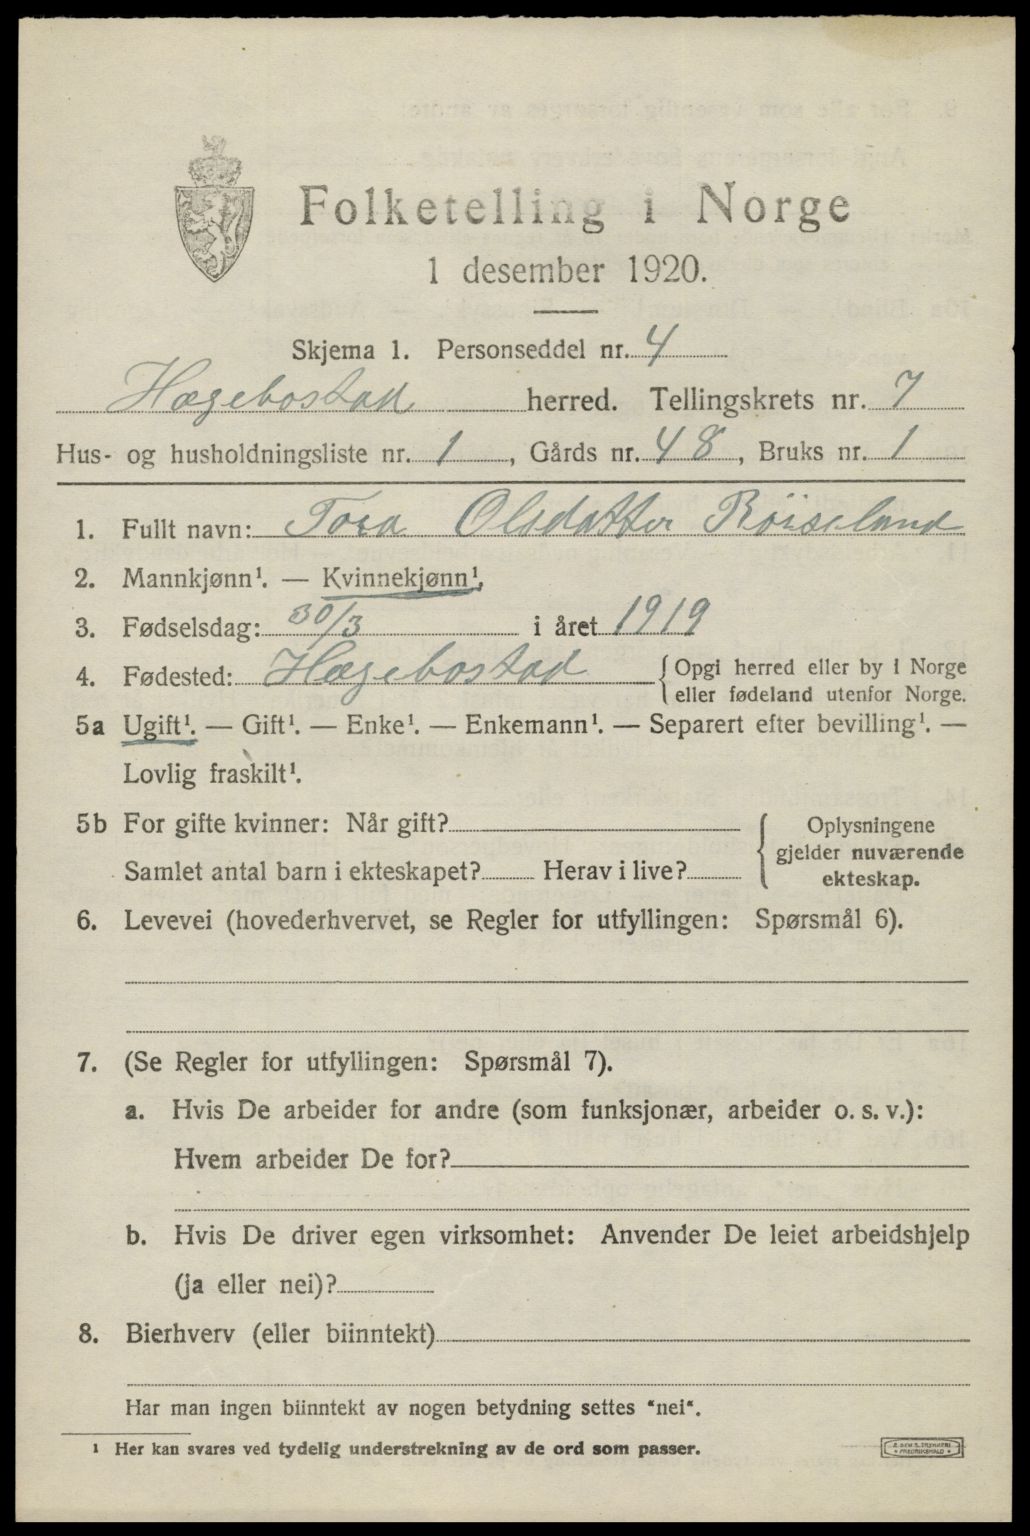 Folketelling i Norge
1 desember 1920.
Skjema 1. Personseddel nr. 4
Hægebostad herred. Tellingskrets nr. 7
Hus- og husholdningsliste nr. 1, Gårds nr. 48, Bruks nr. 1
1. Fullt navn: Tora Olsdatter Röiseland
2. Mannkjønn¹. — Kvinnekjønn¹.
3. Fødselsdag: 30/3 i året 1919
4. Fødested: Hægebostad { Opgi herred eller by i Norge
eller fødeland utenfor Norge.
5a Ugift¹. — Gift¹. — Enke¹. — Enkemann¹. — Separert efter bevilling¹. —
Lovlig fraskilt¹.
5b For gifte kvinner: Når gift?
Samlet antal barn i ekteskapet? Herav i live?
{ Oplysningene
gjelder nuværende
ekteskap.
6. Levevei (hovederhvervet, se Regler for utfyllingen: Spørsmål 6).
7. (Se Regler for utfyllingen: Spørsmål 7).
a. Hvis De arbeider for andre (som funksjonær, arbeider o. s. v.):
Hvem arbeider De for?
b. Hvis De driver egen virksomhet: Anvender De leiet arbeidshjelp
(ja eller nei)?
8. Bierhverv (eller biinntekt)
Har man ingen biinntekt av nogen betydning settes "nei".
¹ Her kan svares ved tydelig understrekning av de ord som passer.
FREDRIKSHALD